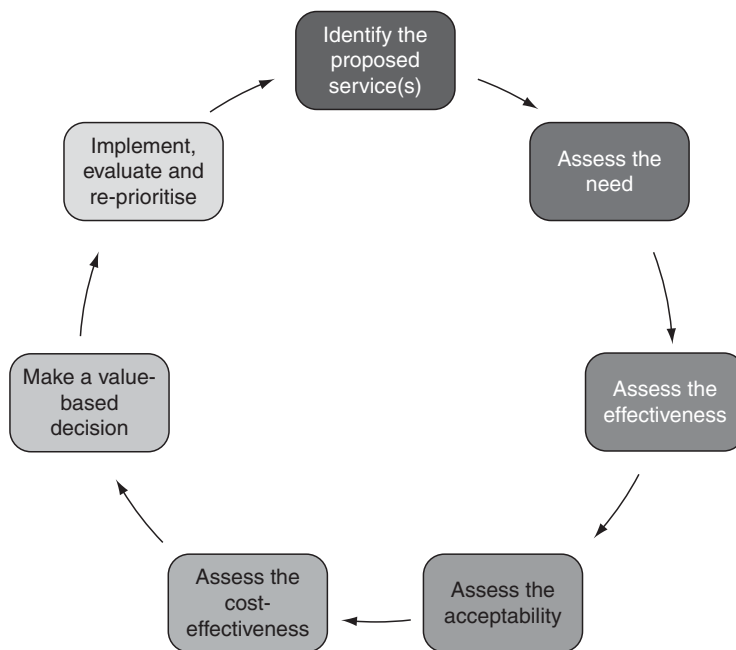 Identify the
proposed
service(s)
Assess the
need
Assess the
effectiveness
Assess the
acceptability
Assess the
cost-
effectiveness
Make a value-
based
decision
Implement,
evaluate and
re-prioritise